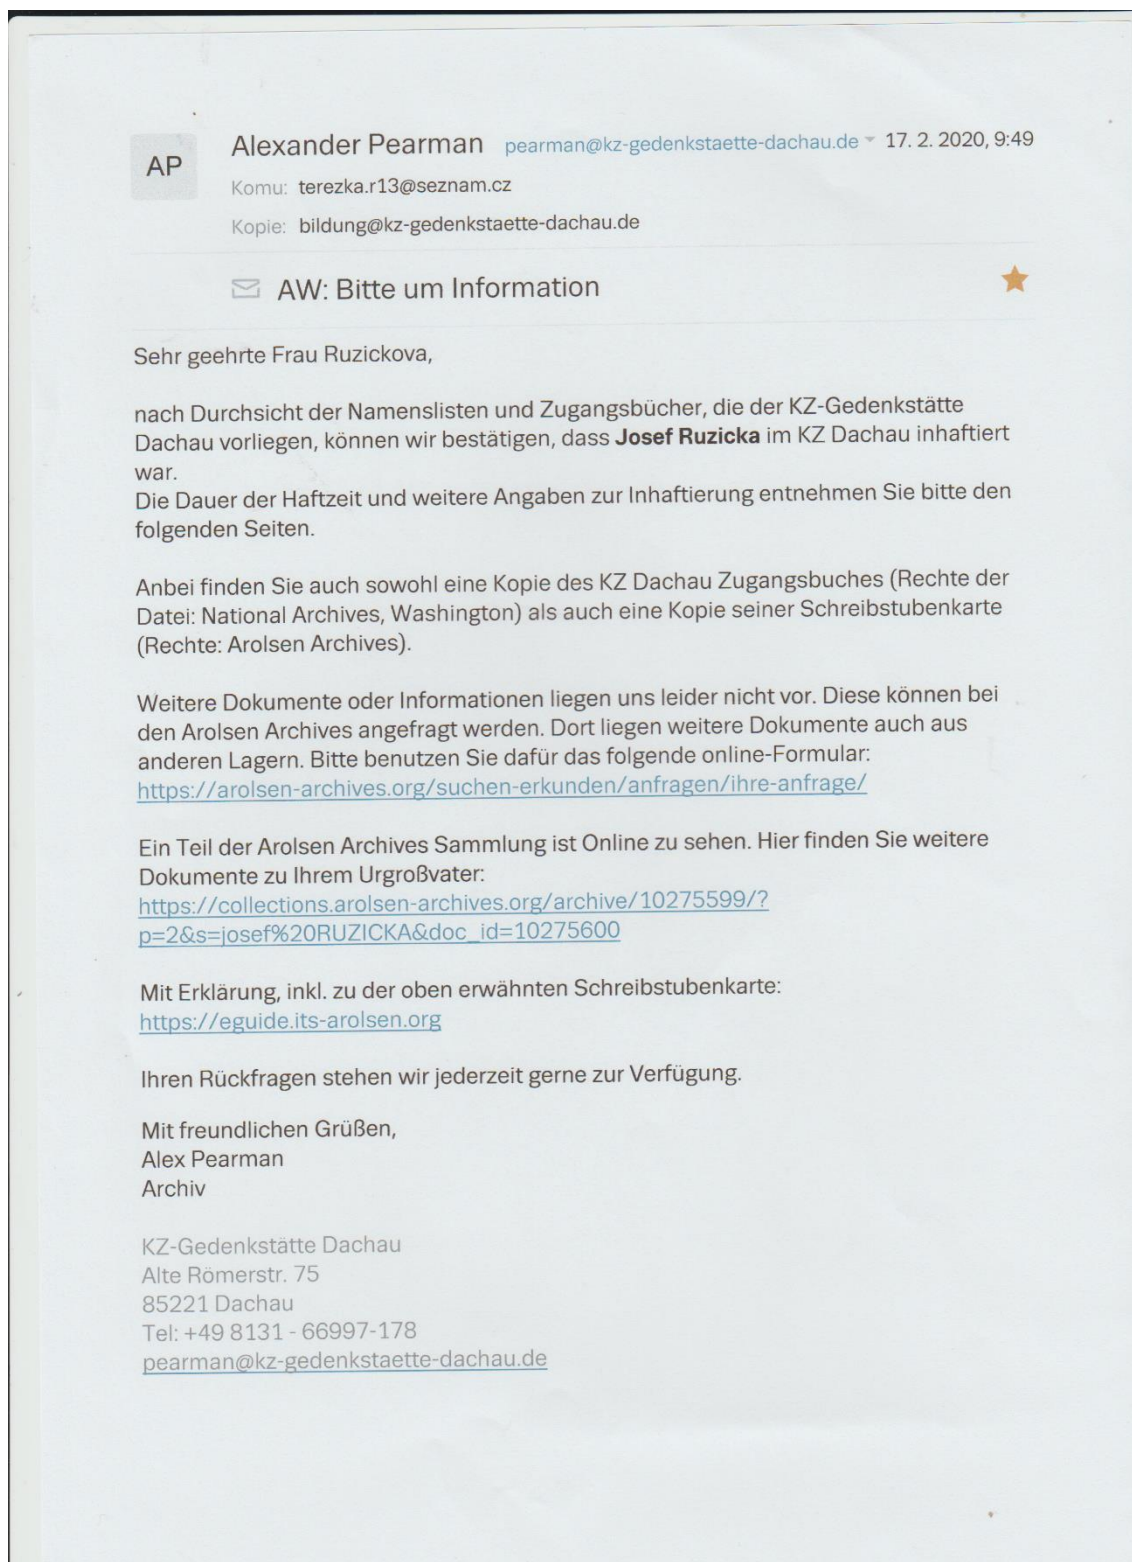 AP
Alexander Pearman pearman@kz-gedenkstaette-dachau.de 17. 2. 2020, 9:49
Komu: terezka.r13@seznam.cz
Kopie: bildung@kz-gedenkstaette-dachau.de
AW: Bitte um Information
Sehr geehrte Frau Ruzickova,
nach Durchsicht der Namenslisten und Zugangsbücher, die der KZ-Gedenkstätte
Dachau vorliegen, können wir bestätigen, dass Josef Ruzicka im KZ Dachau inhaftiert
war.
Die Dauer der Haftzeit und weitere Angaben zur Inhaftierung entnehmen Sie bitte den
folgenden Seiten.
Anbei finden Sie auch sowohl eine Kopie des KZ Dachau Zugangsbuches (Rechte der
Datei: National Archives, Washington) als auch eine Kopie seiner Schreibstubenkarte
(Rechte: Arolsen Archives).
Weitere Dokumente oder Informationen liegen uns leider nicht vor. Diese können bei
den Arolsen Archives angefragt werden. Dort liegen weitere Dokumente auch aus
anderen Lagern. Bitte benutzen Sie dafür das folgende online-Formular:
https://arolsen-archives.org/suchen-erkunden/anfragen/ihre-anfrage/
Ein Teil der Arolsen Archives Sammlung ist Online zu sehen. Hier finden Sie weitere
Dokumente zu Ihrem Urgroßvater:
https://collections.arolsen-archives.org/archive/10275599/?
p=2&s=josef%20RUZICKA&doc_id=10275600
Mit Erklärung, inkl. zu der oben erwähnten Schreibstubenkarte:
https://eguide.its-arolsen.org
Ihren Rückfragen stehen wir jederzeit gerne zur Verfügung.
Mit freundlichen Grüßen,
Alex Pearman
Archiv
KZ-Gedenkstätte Dachau
Alte Römerstr. 75
85221 Dachau
Tel: +49 8131 - 66997-178
pearman@kz-gedenkstaette-dachau.de